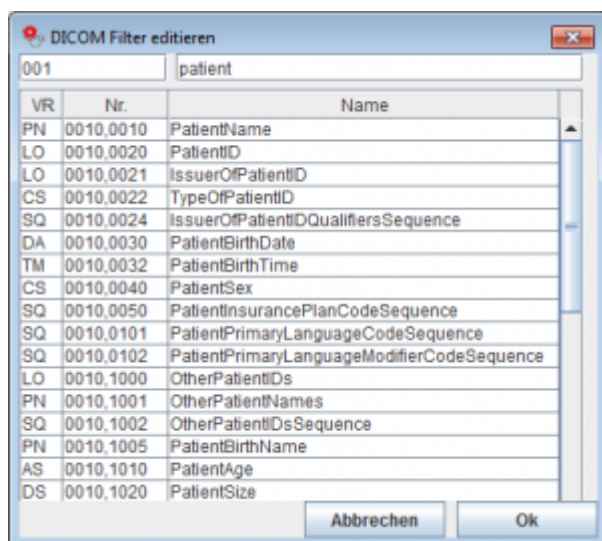 DICOM Filter editieren
001 patient
VR Nr. Name
PN 0010,0010 PatientName
LO 0010,0020 PatientID
LO 0010,0021 IssuerOfPatientID
CS 0010,0022 TypeOfPatientID
SQ 0010,0024 IssuerOfPatientIDQualifiersSequence
DA 0010,0030 PatientBirthDate
TM 0010,0032 PatientBirthTime
CS 0010,0040 PatientSex
SQ 0010,0050 PatientInsurancePlanCodeSequence
SQ 0010,0101 PatientPrimaryLanguageCodeSequence
SQ 0010,0102 PatientPrimaryLanguageModifierCodeSequence
LO 0010,1000 OtherPatientIDs
PN 0010,1001 OtherPatientNames
SQ 0010,1002 OtherPatientIDsSequence
PN 0010,1005 PatientBirthName
AS 0010,1010 PatientAge
DS 0010,1020 PatientSize
Abbrechen Ok